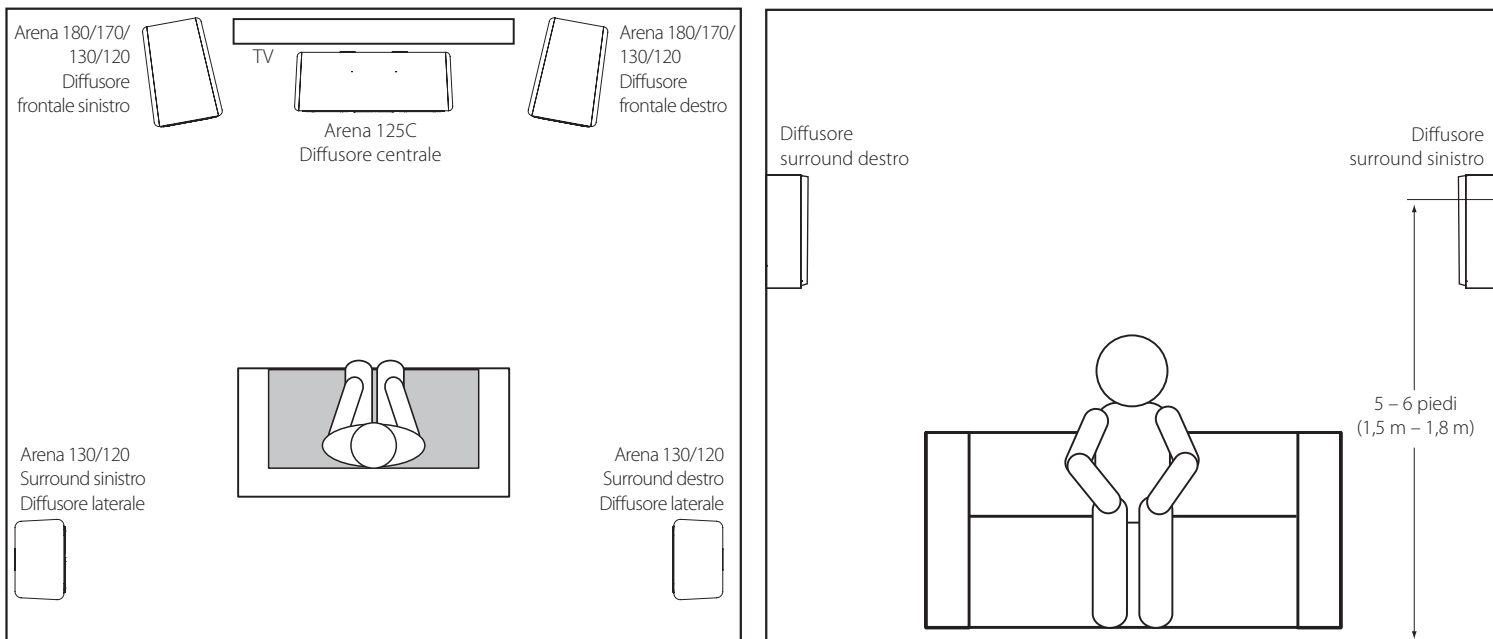 Arena 180/170/
130/120
Diffusore
frontale sinistro
TV
Arena 125C
Diffusore centrale
Arena 180/170/
130/120
Diffusore
frontale destro
Arena 130/120
Surround sinistro
Diffusore laterale
Arena 130/120
Surround destro
Diffusore laterale
Diffusore
surround destro
Diffusore
surround sinistro
5 – 6 piedi
(1,5 m – 1,8 m)